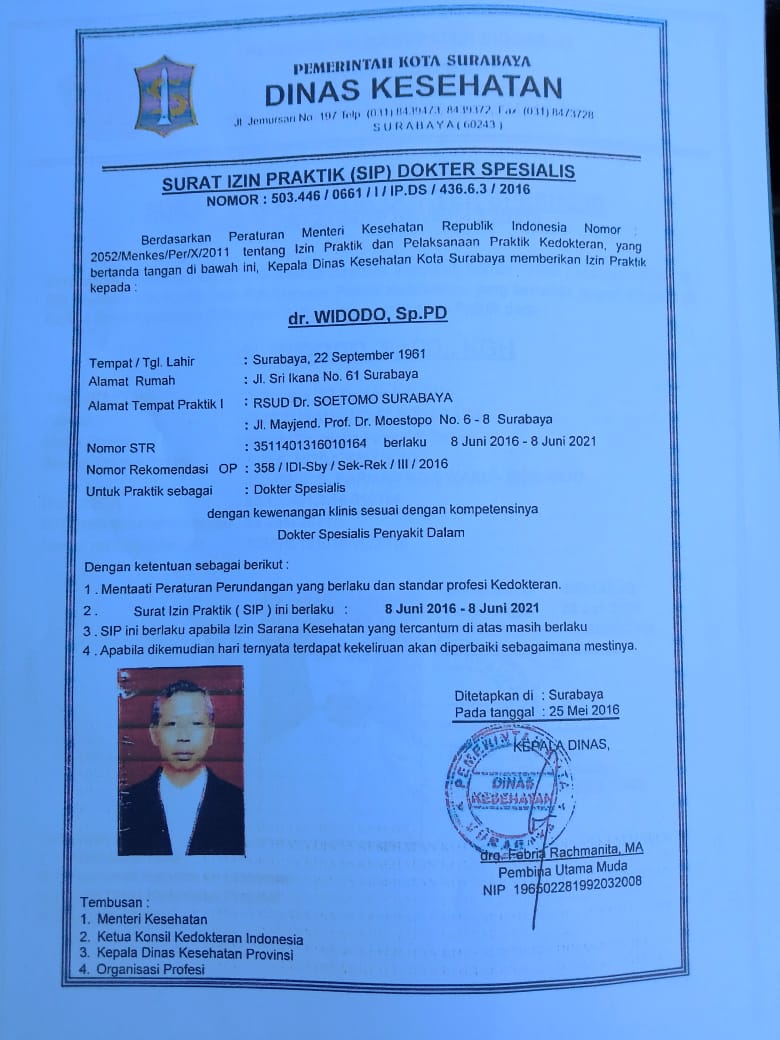 PEMERINTAH KOTA SURABAYA
DINAS KESEHATAN
Jl. Jemursari No. 197 Telp. (031) 8439473, 8439372, Fax. (031) 8473728
SURABAYA ( 60243 )
SURAT IZIN PRAKTIK (SIP) DOKTER SPESIALIS
NOMOR : 503.446 / 0661 / I / IP.DS / 436.6.3 / 2016
Berdasarkan Peraturan Menteri Kesehatan Republik Indonesia Nomor :
2052/Menkes/Per/X/2011 tentang Izin Praktik dan Pelaksanaan Praktik Kedokteran, yang
bertanda tangan di bawah ini, Kepala Dinas Kesehatan Kota Surabaya memberikan Izin Praktik
kepada :
dr. WIDODO, Sp.PD
Tempat / Tgl. Lahir : Surabaya, 22 September 1961
Alamat Rumah : Jl. Sri Ikana No. 61 Surabaya
Alamat Tempat Praktik I : RSUD Dr. SOETOMO SURABAYA
: Jl. Mayjend. Prof. Dr. Moestopo No. 6 - 8 Surabaya
Nomor STR : 3511401316010164 berlaku 8 Juni 2016 - 8 Juni 2021
Nomor Rekomendasi OP : 358 / IDI-Sby / Sek-Rek / III / 2016
Untuk Praktik sebagai : Dokter Spesialis
dengan kewenangan klinis sesuai dengan kompetensinya
Dokter Spesialis Penyakit Dalam
Dengan ketentuan sebagai berikut :
1 . Mentaati Peraturan Perundangan yang berlaku dan standar profesi Kedokteran.
2 . Surat Izin Praktik ( SIP ) ini berlaku : 8 Juni 2016 - 8 Juni 2021
3 . SIP ini berlaku apabila Izin Sarana Kesehatan yang tercantum di atas masih berlaku
4 . Apabila dikemudian hari ternyata terdapat kekeliruan akan diperbaiki sebagaimana mestinya.
Ditetapkan di : Surabaya
Pada tanggal : 25 Mei 2016
KEPALA DINAS,
PEMERINTAH KOTA
DINAS
KESEHATAN
SURABAYA
drg. Febria Rachmanita, MA
Pembina Utama Muda
NIP 196502281992032008
Tembusan :
1. Menteri Kesehatan
2. Ketua Konsil Kedokteran Indonesia
3. Kepala Dinas Kesehatan Provinsi
4. Organisasi Profesi